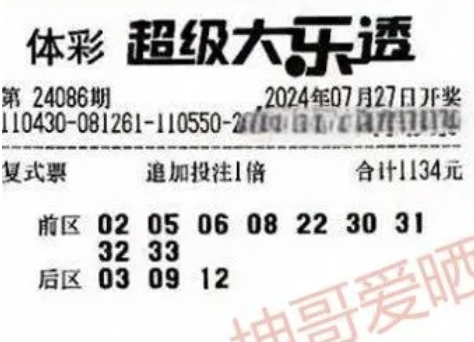 体彩 超级大乐透
第 24086期 2024年07月27日开奖
110430-081261-110550-2
复式票 追加投注1倍 合计1134元
前区 02 05 06 08 22 30 31
32 33
后区 03 09 12
坤哥爱晒